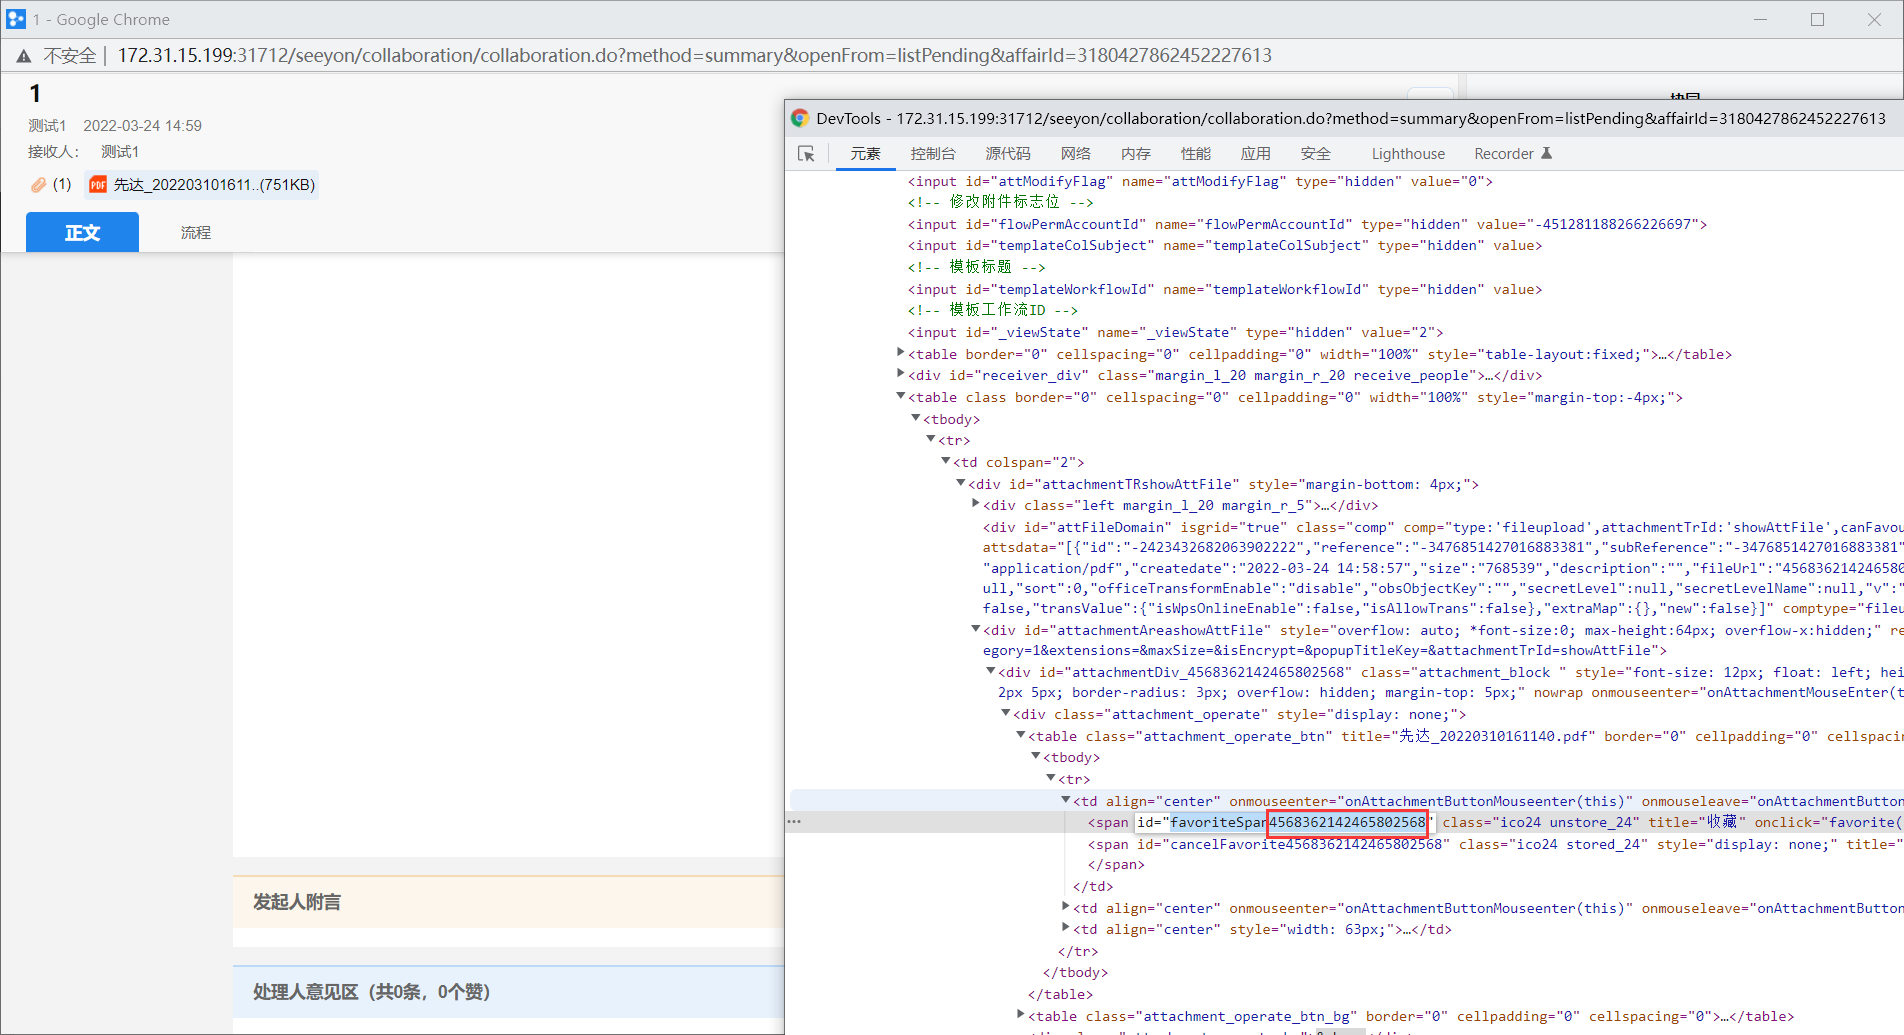 1 - Google Chrome
不安全 | 172.31.15.199:31712/seeyon/collaboration/collaboration.do?method=summary&openFrom=listPending&affairId=3180427862452227613
1
测试1 2022-03-24 14:59
接收人： 测试1
(1) PDF 先达_202203101611..(751KB)
正文 流程
发起人附言
处理人意见区（共0条，0个赞）
DevTools - 172.31.15.199:31712/seeyon/collaboration/collaboration.do?method=summary&openFrom=listPending&affairId=3180427862452227613
元素 控制台 源代码 网络 内存 性能 应用 安全 Lighthouse Recorder
<input id="attModifyFlag" name="attModifyFlag" type="hidden" value="0">
<!-- 修改附件标志位 -->
<input id="flowPermAccountId" name="flowPermAccountId" type="hidden" value="-451281188266226697">
<input id="templateColSubject" name="templateColSubject" type="hidden" value>
<!-- 模板标题 -->
<input id="templateWorkflowId" name="templateWorkflowId" type="hidden" value>
<!-- 模板工作流ID -->
<input id="_viewState" name="_viewState" type="hidden" value="2">
<table border="0" cellspacing="0" cellpadding="0" width="100%" style="table-layout:fixed;">…</table>
<div id="receiver_div" class="margin_l_20 margin_r_20 receive_people">…</div>
<table class border="0" cellspacing="0" cellpadding="0" width="100%" style="margin-top:-4px;">
<tbody>
<tr>
<td colspan="2">
<div id="attachmentTRshowAttFile" style="margin-bottom: 4px;">
<div class="left margin_l_20 margin_r_5">…</div>
<div id="attFileDomain" isgrid="true" class="comp" comp="type:'fileupload',attachmentTrId:'showAttFile',canFavou
attsdata="[{"id":"-2423432682063902222","reference":"-3476851427016883381","subReference":"-3476851427016883381"
"application/pdf","createdate":"2022-03-24 14:58:57","size":"768539","description":"","fileUrl":"456836214246580
ull,"sort":0,"officeTransformEnable":"disable","obsObjectKey":"","secretLevel":null,"secretLevelName":null,"v":"
false,"transValue":{"isWpsOnlineEnable":false,"isAllowTrans":false},"extraMap":{},"new":false}]" comptype="fileu
<div id="attachmentAreashowAttFile" style="overflow: auto; *font-size:0; max-height:64px; overflow-x:hidden;" re
egory=1&extensions=&maxSize=&isEncrypt=&popupTitleKey=&attachmentTrId=showAttFile">
<div id="attachmentDiv_4568362142465802568" class="attachment_block " style="font-size: 12px; float: left; hei
2px 5px; border-radius: 3px; overflow: hidden; margin-top: 5px;" nowrap onmouseenter="onAttachmentMouseEnter(t
<div class="attachment_operate" style="display: none;">
<table class="attachment_operate_btn" title="先达_20220310161140.pdf" border="0" cellpadding="0" cellspacin
<tbody>
<tr>
<td align="center" onmouseenter="onAttachmentButtonMouseenter(this)" onmouseleave="onAttachmentButton
<span id="favoriteSpan4568362142465802568" class="ico24 unstore_24" title="收藏" onclick="favorite(
<span id="cancelFavorite4568362142465802568" class="ico24 stored_24" style="display: none;" title="
</span>
</td>
<td align="center" onmouseenter="onAttachmentButtonMouseenter(this)" onmouseleave="onAttachmentButton
<td align="center" style="width: 63px;">…</td>
</tr>
</tbody>
</table>
<table class="attachment_operate_btn_bg" border="0" cellpadding="0" cellspacing="0">…</table>